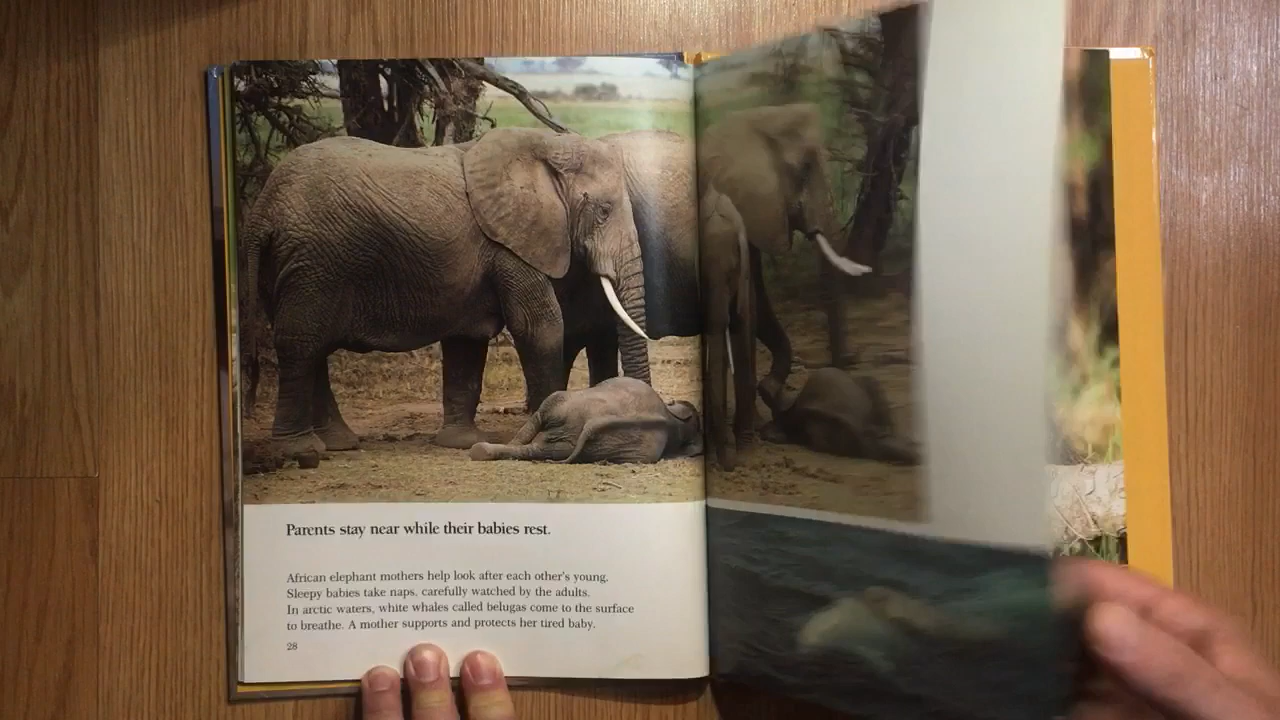 Parents stay near while their babies rest.
African elephant mothers help look after each other's young.
Sleepy babies take naps, carefully watched by the adults.
In arctic waters, white whales called belugas come to the surface
to breathe. A mother supports and protects her tired baby.
28